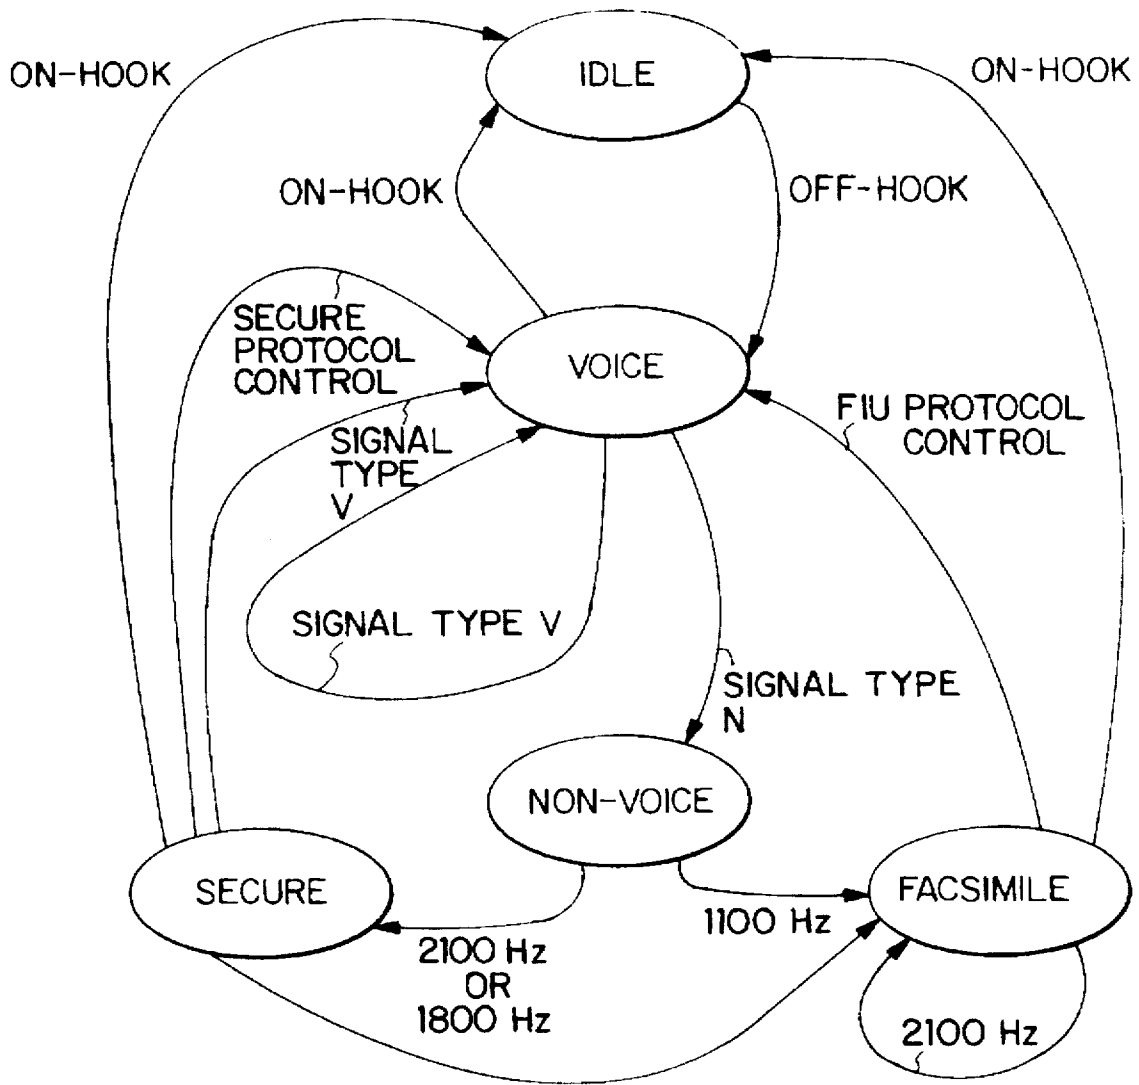 IDLE
ON-HOOK
ON-HOOK
ON-HOOK
OFF-HOOK
SECURE
PROTOCOL
CONTROL
VOICE
FIU PROTOCOL
CONTROL
SIGNAL
TYPE
V
SIGNAL TYPE V
SIGNAL TYPE
N
NON-VOICE
SECURE
FACSIMILE
1100 Hz
2100 Hz
OR
1800 Hz
2100 Hz